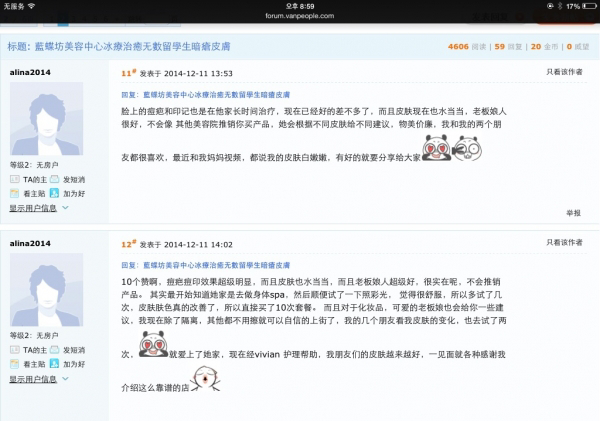 无服务 오후 8:59 17%
forum.vanpeople.com
标题: 藍蝶坊美容中心冰療治癒无數留學生暗瘡皮膚 4606 阅读 | 59 回复 | 20 金币 | 0 威望
alina2014 11# 发表于 2014-12-11 13:53 只看该作者
回复：藍蝶坊美容中心冰療治癒无數留學生暗瘡皮膚
脸上的痘疤和印记也是在他家长时间治疗，现在已经好的差不多了，而且皮肤现在也水当当，老板娘人
很好，不会像 其他美容院推销你买产品，她会根据不同皮肤给不同建议，物美价廉，我和我的两个朋
友都很喜欢，最近和我妈妈视频，都说我的皮肤白嫩嫩，有好的就要分享给大家
等级2：无房户
TA的主 发短消
看主贴 加为好
显示用户信息
举报
alina2014 12# 发表于 2014-12-11 14:02 只看该作者
回复：藍蝶坊美容中心冰療治癒无數留學生暗瘡皮膚
10个赞啊，痘疤痘印效果超级明显，而且皮肤也水当当，而且老板娘人超级好，很实在呢，不会推销
产品。 其实最开始知道她家是去做身体spa，然后顺便试了一下照彩光， 觉得很舒服，所以多试了几
次，皮肤肤色真的改善了，所以直接买了10次套餐。 而且对于化妆品，可爱的老板娘也会给你一些建
议，我现在除了隔离，其他都不用擦就可以自信的上街了，我的几个朋友看我皮肤的变化，也去试了两
次，就爱上了她家，现在经vivian 护理帮助，我朋友们的皮肤越来越好，一见面就各种感谢我
介绍这么靠谱的店
等级2：无房户
TA的主 发短消
看主贴 加为好
显示用户信息